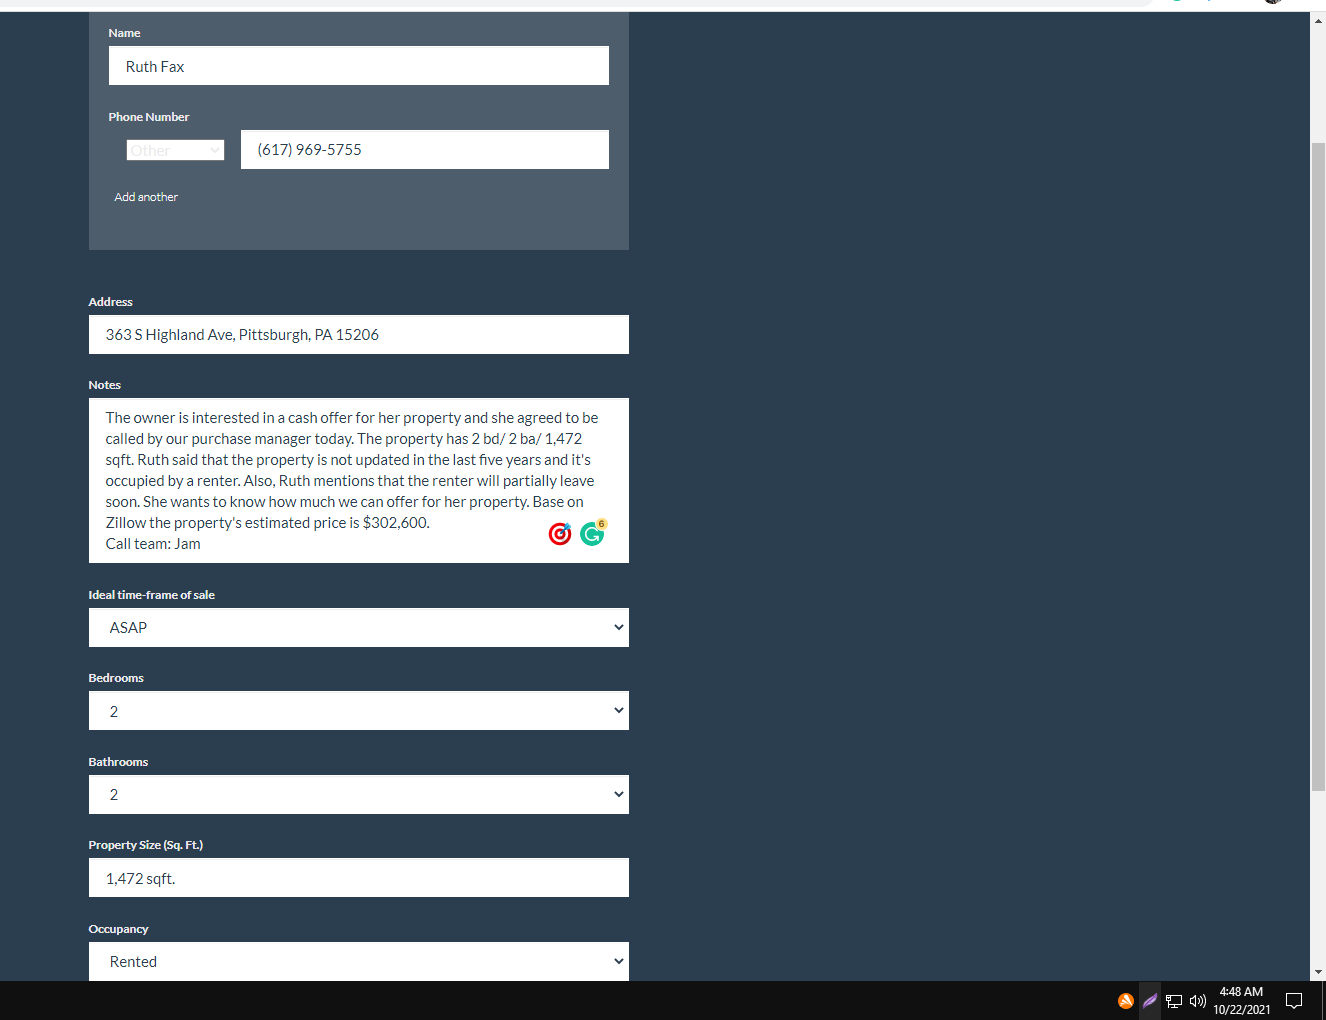 Name
Ruth Fax
Phone Number
Other
(617) 969-5755
Add another
Address
363 S Highland Ave, Pittsburgh, PA 15206
Notes
The owner is interested in a cash offer for her property and she agreed to be
called by our purchase manager today. The property has 2 bd/ 2 ba/ 1,472
sqft. Ruth said that the property is not updated in the last five years and it's
occupied by a renter. Also, Ruth mentions that the renter will partially leave
soon. She wants to know how much we can offer for her property. Base on
Zillow the property's estimated price is $302,600.
Call team: Jam
6
Ideal time-frame of sale
ASAP
Bedrooms
2
Bathrooms
2
Property Size (Sq. Ft.)
1,472 sqft.
Occupancy
Rented
4:48 AM
10/22/2021